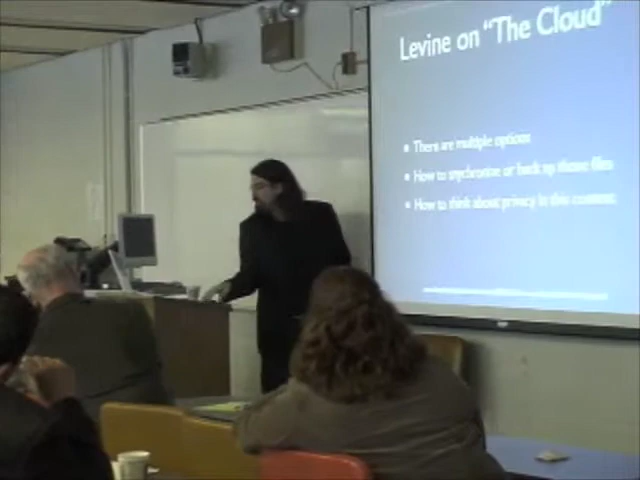 Levine on "The Cloud"
There are multiple options
How to synchronize or back up those files
How to think about privacy in this context